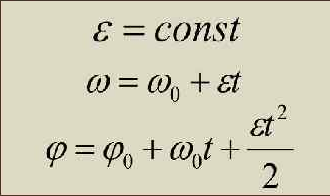 ε = const
ω = ω₀ + εt
φ = φ₀ + ω₀t + εt²/2